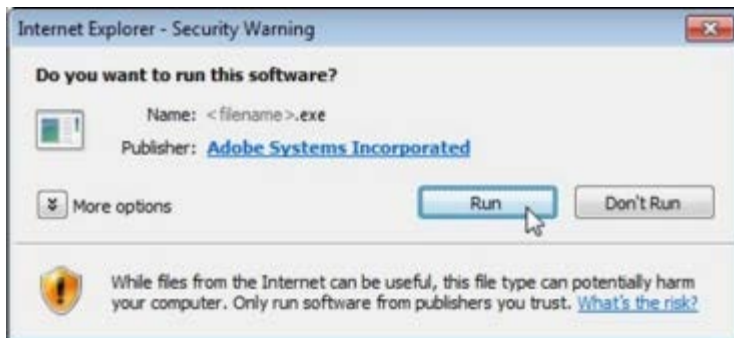 Internet Explorer - Security Warning
Do you want to run this software?
Name: <filename>.exe
Publisher: Adobe Systems Incorporated
More options
Run
Don't Run
While files from the Internet can be useful, this file type can potentially harm
your computer. Only run software from publishers you trust. What's the risk?